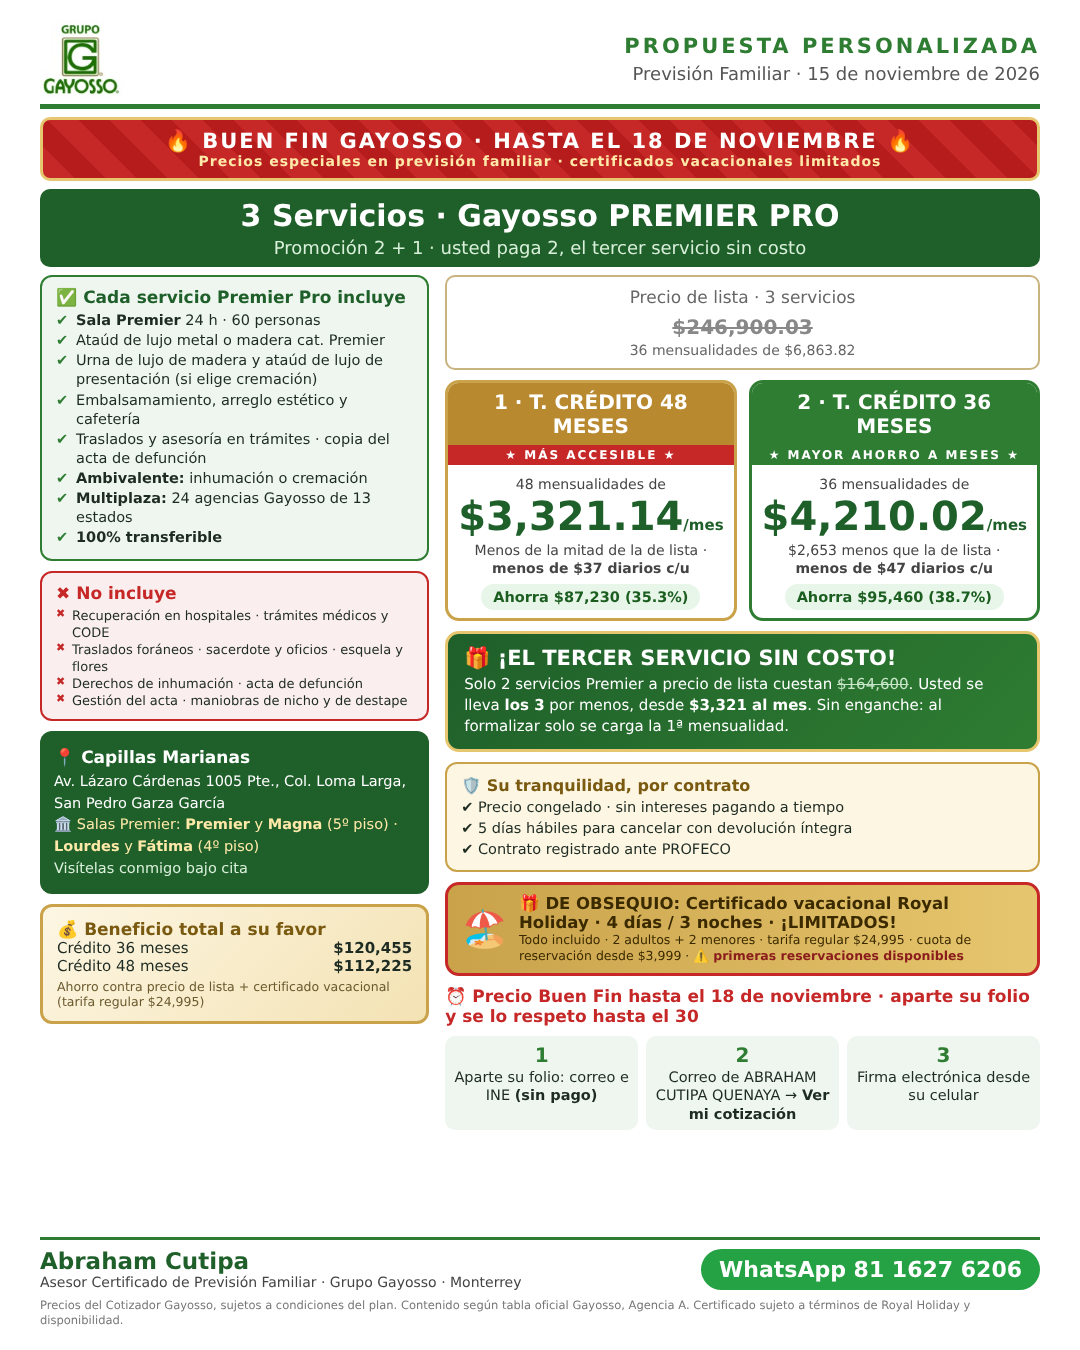 GRUPO
G
GAYOSSO®
PROPUESTA PERSONALIZADA
Previsión Familiar · 15 de noviembre de 2026
🔥 BUEN FIN GAYOSSO · HASTA EL 18 DE NOVIEMBRE 🔥
Precios especiales en previsión familiar · certificados vacacionales limitados
3 Servicios · Gayosso PREMIER PRO
Promoción 2 + 1 · usted paga 2, el tercer servicio sin costo
✅ Cada servicio Premier Pro incluye
✔ Sala Premier 24 h · 60 personas
✔ Ataúd de lujo metal o madera cat. Premier
✔ Urna de lujo de madera y ataúd de lujo de
presentación (si elige cremación)
✔ Embalsamamiento, arreglo estético y
cafetería
✔ Traslados y asesoría en trámites · copia del
acta de defunción
✔ Ambivalente: inhumación o cremación
✔ Multiplaza: 24 agencias Gayosso de 13
estados
✔ 100% transferible
✖ No incluye
✖ Recuperación en hospitales · trámites médicos y
CODE
✖ Traslados foráneos · sacerdote y oficios · esquela y
flores
✖ Derechos de inhumación · acta de defunción
✖ Gestión del acta · maniobras de nicho y de destape
📍 Capillas Marianas
Av. Lázaro Cárdenas 1005 Pte., Col. Loma Larga,
San Pedro Garza García
🏛️ Salas Premier: Premier y Magna (5º piso) ·
Lourdes y Fátima (4º piso)
Visítelas conmigo bajo cita
💰 Beneficio total a su favor
Crédito 36 meses $120,455
Crédito 48 meses $112,225
Ahorro contra precio de lista + certificado vacacional
(tarifa regular $24,995)
Precio de lista · 3 servicios
$246,900.03
36 mensualidades de $6,863.82
1 · T. CRÉDITO 48
MESES
★ MÁS ACCESIBLE ★
48 mensualidades de
$3,321.14/mes
Menos de la mitad de la de lista ·
menos de $37 diarios c/u
Ahorra $87,230 (35.3%)
2 · T. CRÉDITO 36
MESES
★ MAYOR AHORRO A MESES ★
36 mensualidades de
$4,210.02/mes
$2,653 menos que la de lista ·
menos de $47 diarios c/u
Ahorra $95,460 (38.7%)
🎁 ¡EL TERCER SERVICIO SIN COSTO!
Solo 2 servicios Premier a precio de lista cuestan $164,600. Usted se
lleva los 3 por menos, desde $3,321 al mes. Sin enganche: al
formalizar solo se carga la 1ª mensualidad.
🛡️ Su tranquilidad, por contrato
✔ Precio congelado · sin intereses pagando a tiempo
✔ 5 días hábiles para cancelar con devolución íntegra
✔ Contrato registrado ante PROFECO
🎁 DE OBSEQUIO: Certificado vacacional Royal
Holiday · 4 días / 3 noches · ¡LIMITADOS!
Todo incluido · 2 adultos + 2 menores · tarifa regular $24,995 · cuota de
reservación desde $3,999 · ⚠️ primeras reservaciones disponibles
⏰ Precio Buen Fin hasta el 18 de noviembre · aparte su folio
y se lo respeto hasta el 30
1
Aparte su folio: correo e
INE (sin pago)
2
Correo de ABRAHAM
CUTIPA QUENAYA → Ver
mi cotización
3
Firma electrónica desde
su celular
Abraham Cutipa
Asesor Certificado de Previsión Familiar · Grupo Gayosso · Monterrey
WhatsApp 81 1627 6206
Precios del Cotizador Gayosso, sujetos a condiciones del plan. Contenido según tabla oficial Gayosso, Agencia A. Certificado sujeto a términos de Royal Holiday y
disponibilidad.